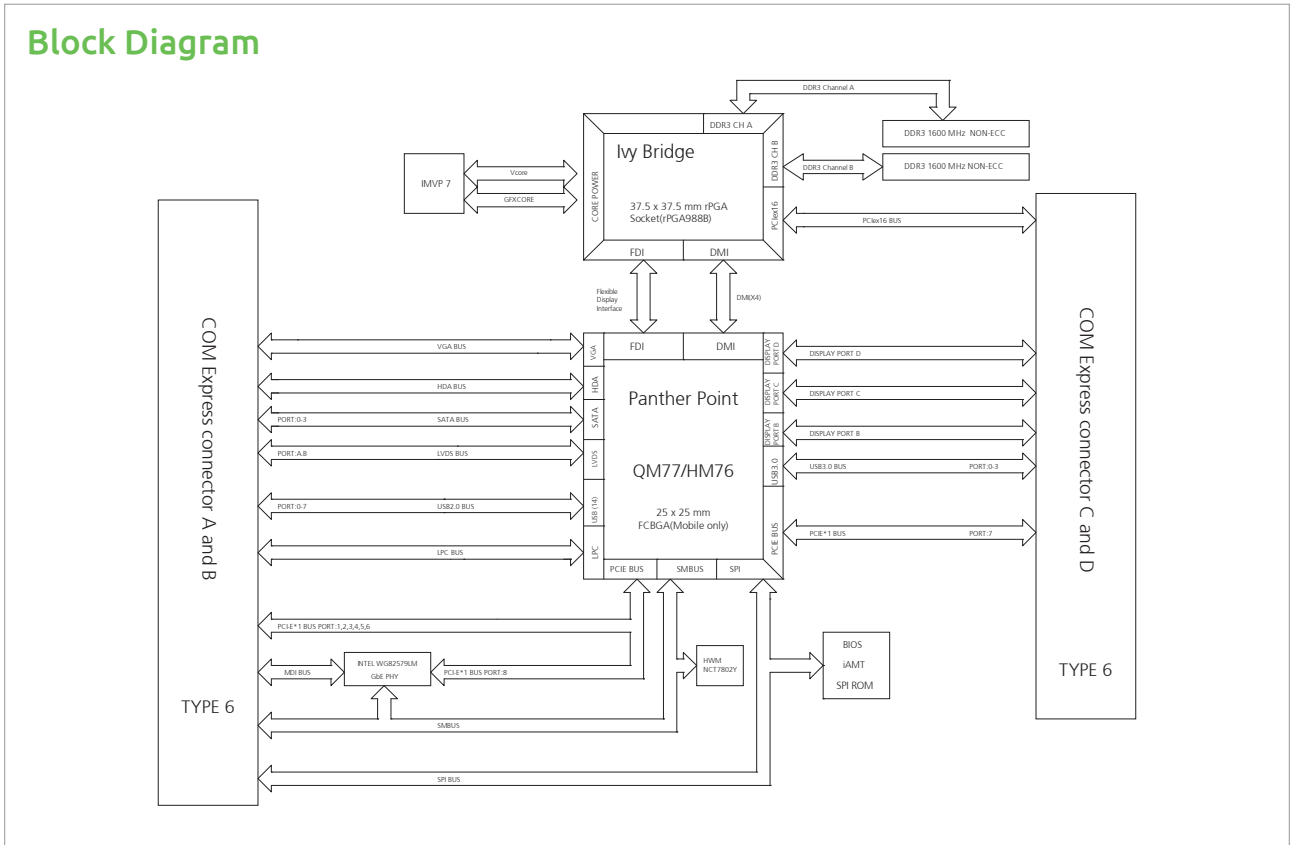 Block Diagram
DDR3 Channel A
DDR3 CH A
DDR3 1600 MHz NON-ECC
DDR3 Channel B
DDR3 CH B
DDR3 1600 MHz NON-ECC
Ivy Bridge
37.5 x 37.5 mm rPGA
Socket(rPGA988B)
CORE POWER
PCIex16
FDI
DMI
IMVP 7
Vcore
GFXCORE
PCIex16 BUS
Flexible
Display
Interface
DMI(X4)
COM Express connector A and B
TYPE 6
VGA BUS
HDA BUS
PORT:0-3
SATA BUS
PORT:A.B
LVDS BUS
PORT:0-7
USB2.0 BUS
LPC BUS
VGA
HDA
SATA
LVDS
USB (14)
LPC
FDI
DMI
Panther Point
QM77/HM76
25 x 25 mm
FCBGA(Mobile only)
DISPLAY
PORT D
DISPLAY
PORT C
DISPLAY
PORT B
USB3.0
PCIE BUS
PCIE BUS
SMBUS
SPI
DISPLAY PORT D
DISPLAY PORT C
DISPLAY PORT B
USB3.0 BUS
PORT:0-3
PCIE*1 BUS
PORT:7
COM Express connector C and D
TYPE 6
PCI-E*1 BUS PORT:1,2,3,4,5,6
MDI BUS
INTEL WG82579LM
GbE PHY
PCI-E*1 BUS PORT:8
HWM
NCT7802Y
BIOS
iAMT
SPI ROM
SMBUS
SPI BUS